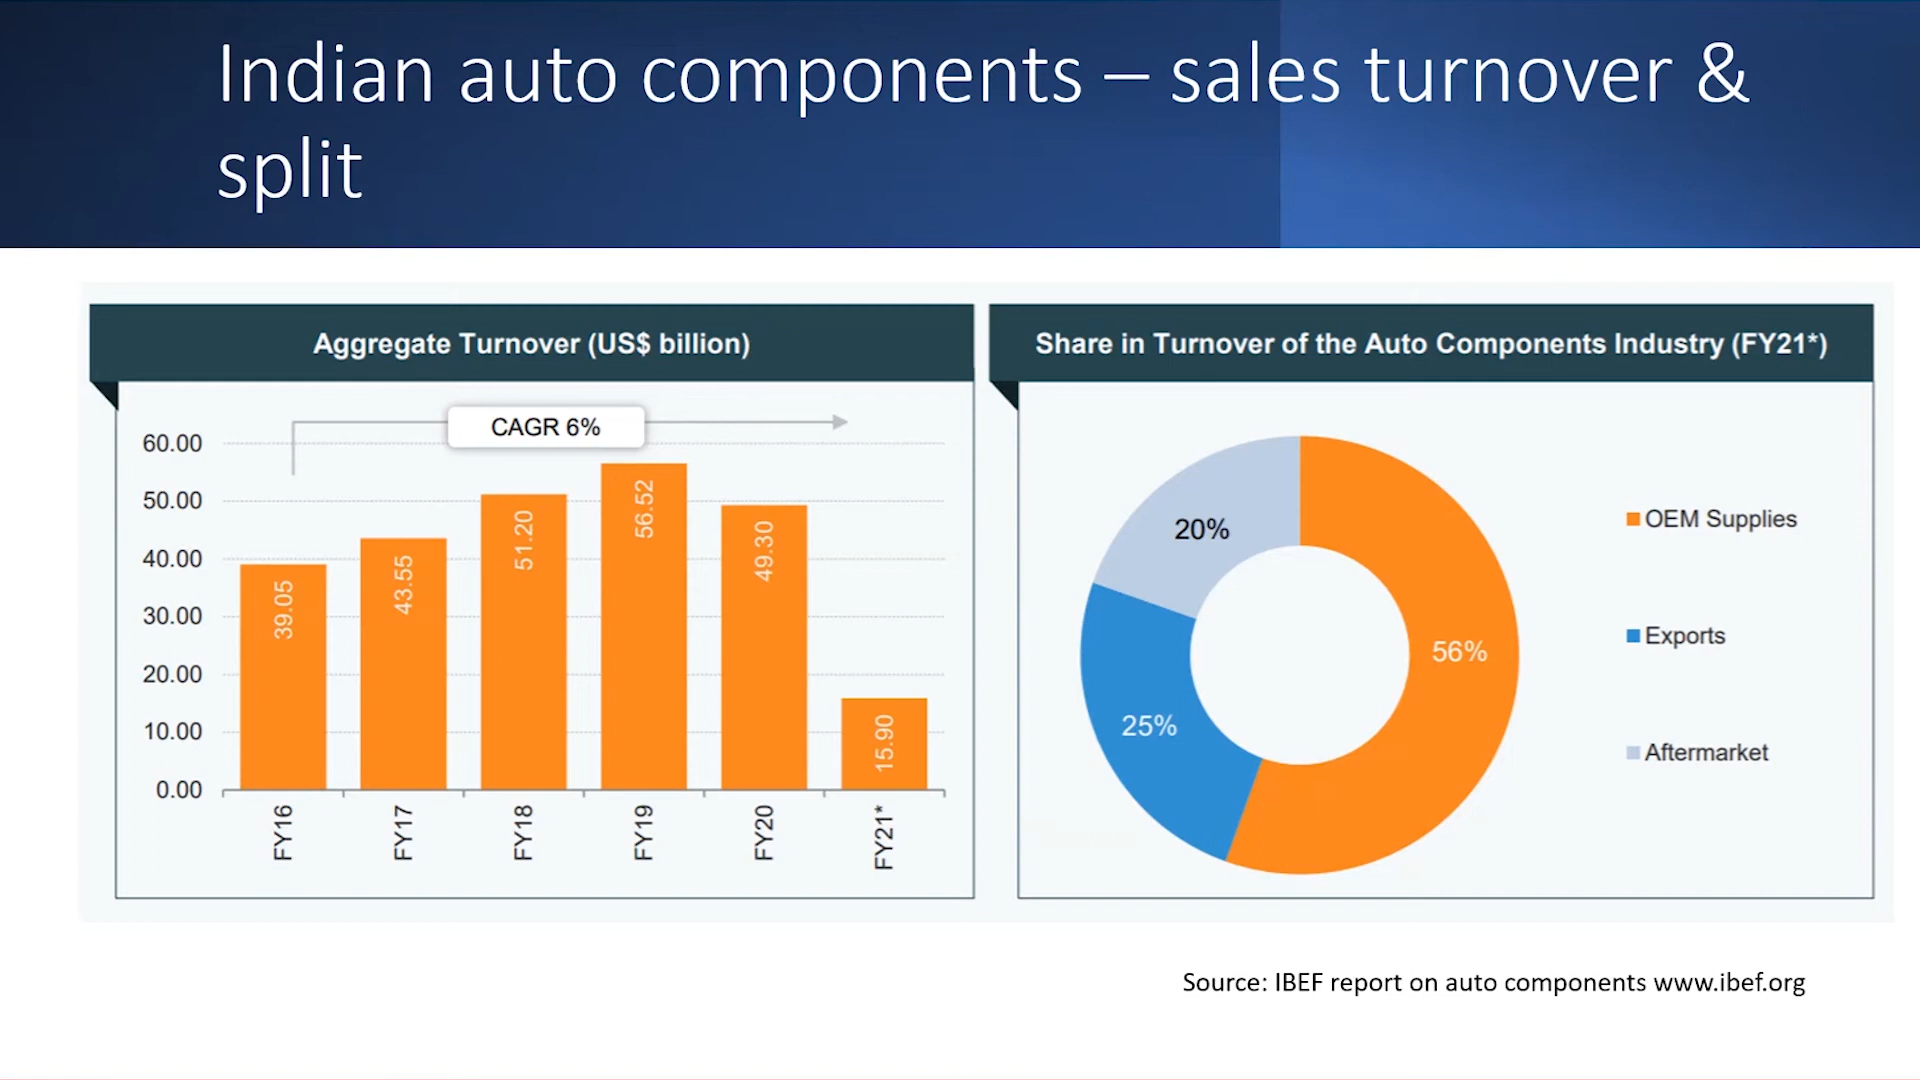 Indian auto components – sales turnover &
split
Aggregate Turnover (US$ billion)
CAGR 6%
60.00
50.00
40.00
30.00
20.00
10.00
0.00
39.05
43.55
51.20
56.52
49.30
15.90
FY16
FY17
FY18
FY19
FY20
FY21*
Share in Turnover of the Auto Components Industry (FY21*)
20%
56%
25%
OEM Supplies
Exports
Aftermarket
Source: IBEF report on auto components www.ibef.org